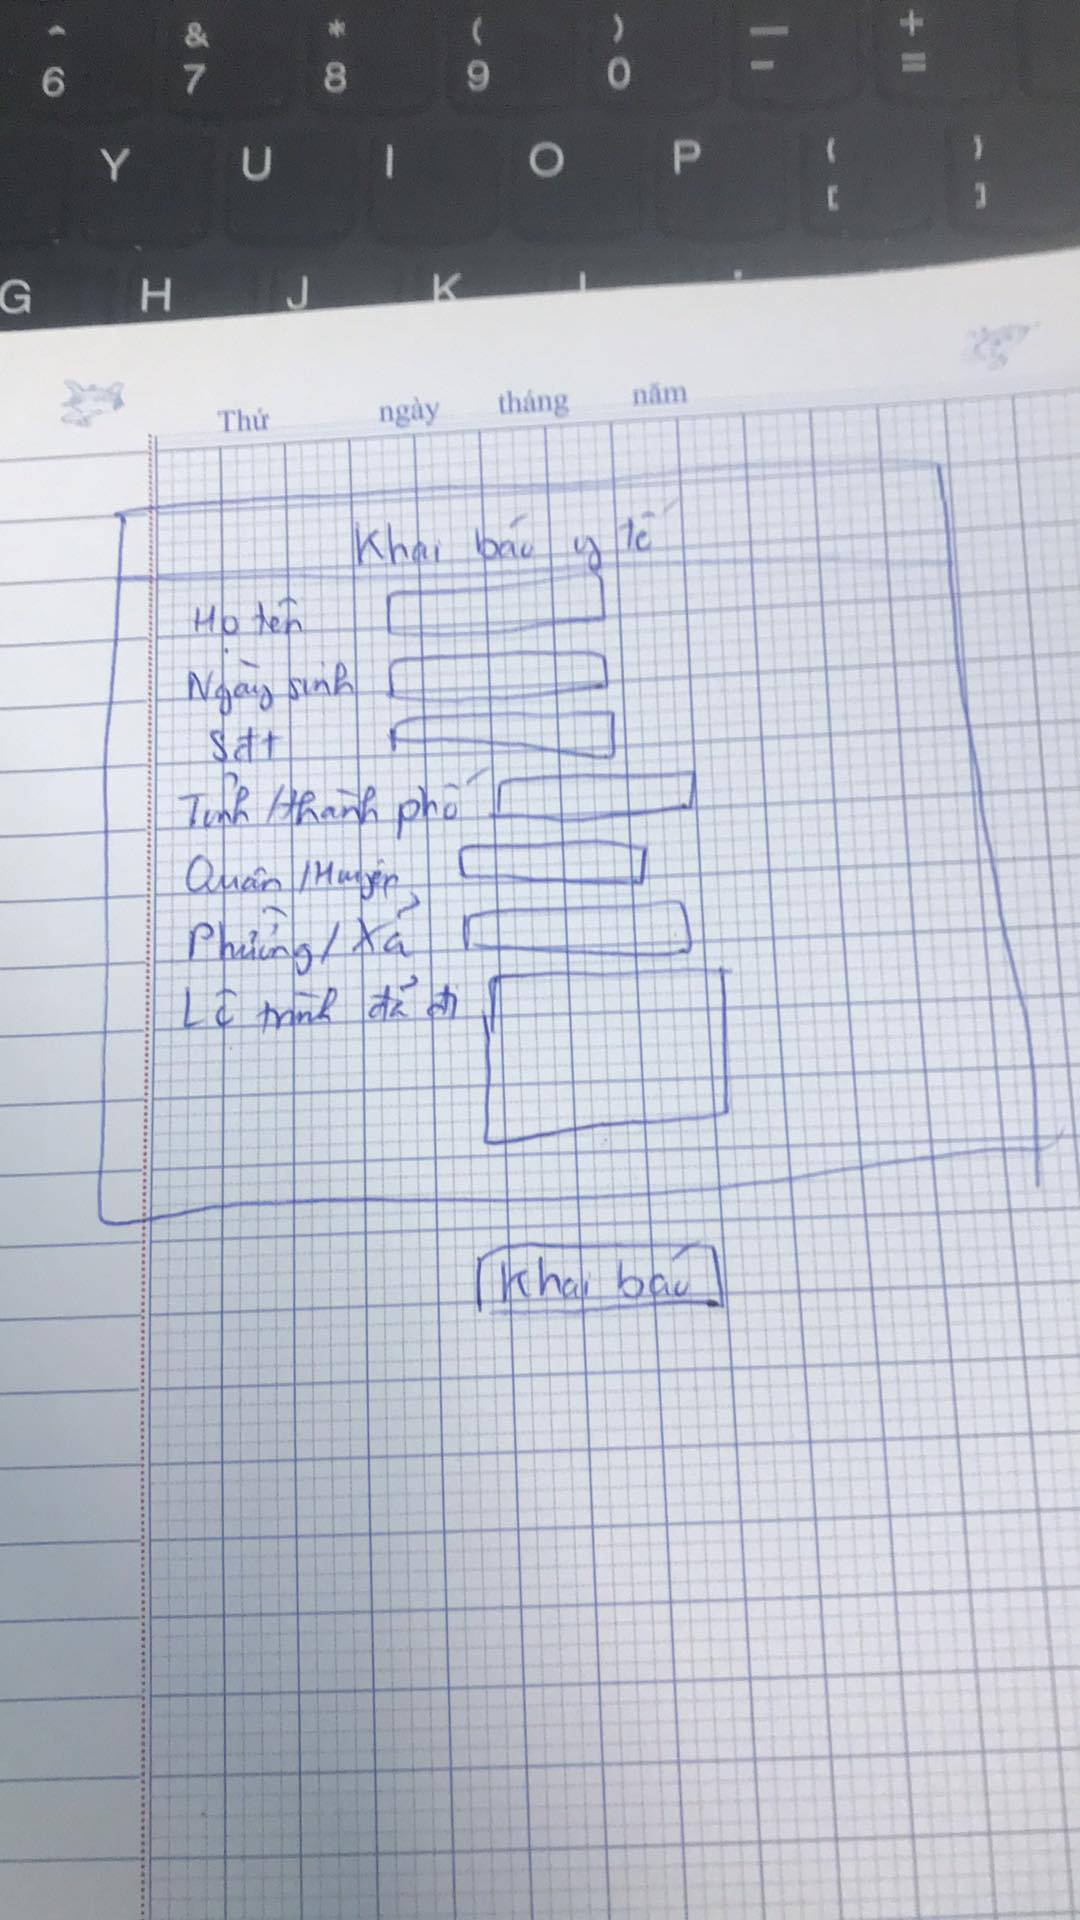 ^ & * ( ) — +
6 7 8 9 0 - =
Y U I O P { }
[ ]
G H J K L
Thứ ngày tháng năm
Khai báo y tế
Họ tên
Ngày sinh
Sđt
Tỉnh / thành phố
Quận / Huyện
Phường / Xã
Lộ trình đã đi
Khai báo